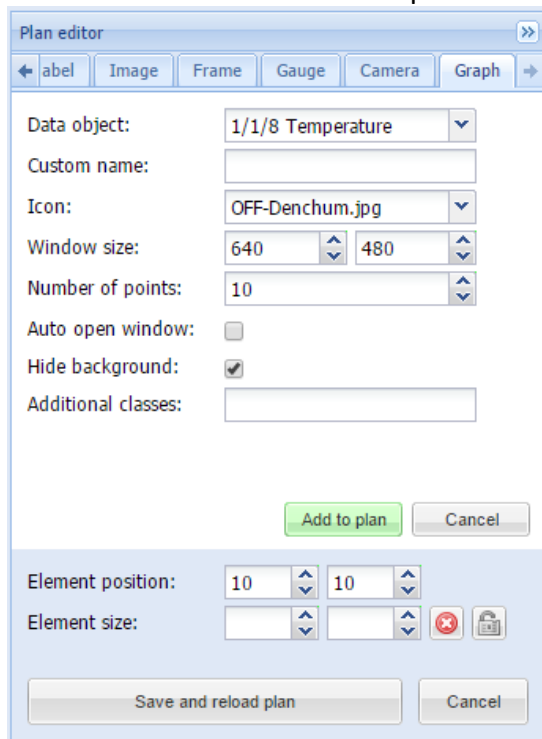 Plan editor
abel Image Frame Gauge Camera Graph
Data object: 1/1/8 Temperature
Custom name:
Icon: OFF-Denchum.jpg
Window size: 640 480
Number of points: 10
Auto open window:
Hide background:
Additional classes:
Add to plan Cancel
Element position: 10 10
Element size:
Save and reload plan Cancel